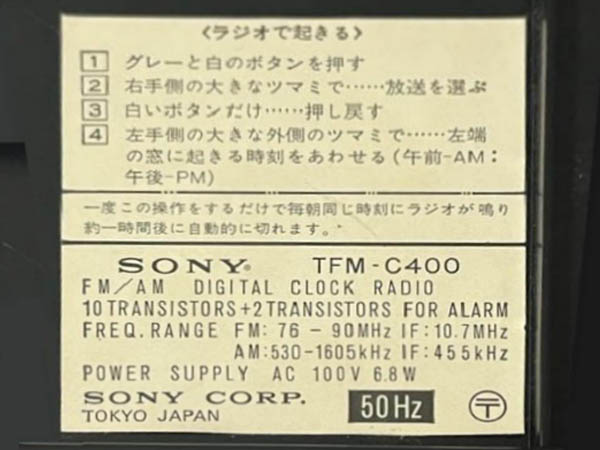 〈ラジオで起きる〉
1 グレーと白のボタンを押す
2 右手側の大きなツマミで……放送を選ぶ
3 白いボタンだけ……押し戻す
4 左手側の大きな外側のツマミで……左端
の窓に起きる時刻をあわせる(午前-AM：
午後-PM)
一度この操作をするだけで毎朝同じ時刻にラジオが鳴り
約一時間後に自動的に切れます。
SONY® TFM-C400
FM/AM DIGITAL CLOCK RADIO
10 TRANSISTORS+2 TRANSISTORS FOR ALARM
FREQ. RANGE FM: 76 - 90MHz IF: 10.7MHz
AM: 530-1605kHz IF: 455kHz
POWER SUPPLY AC 100V 6.8W
SONY CORP. 50Hz 〒
TOKYO JAPAN